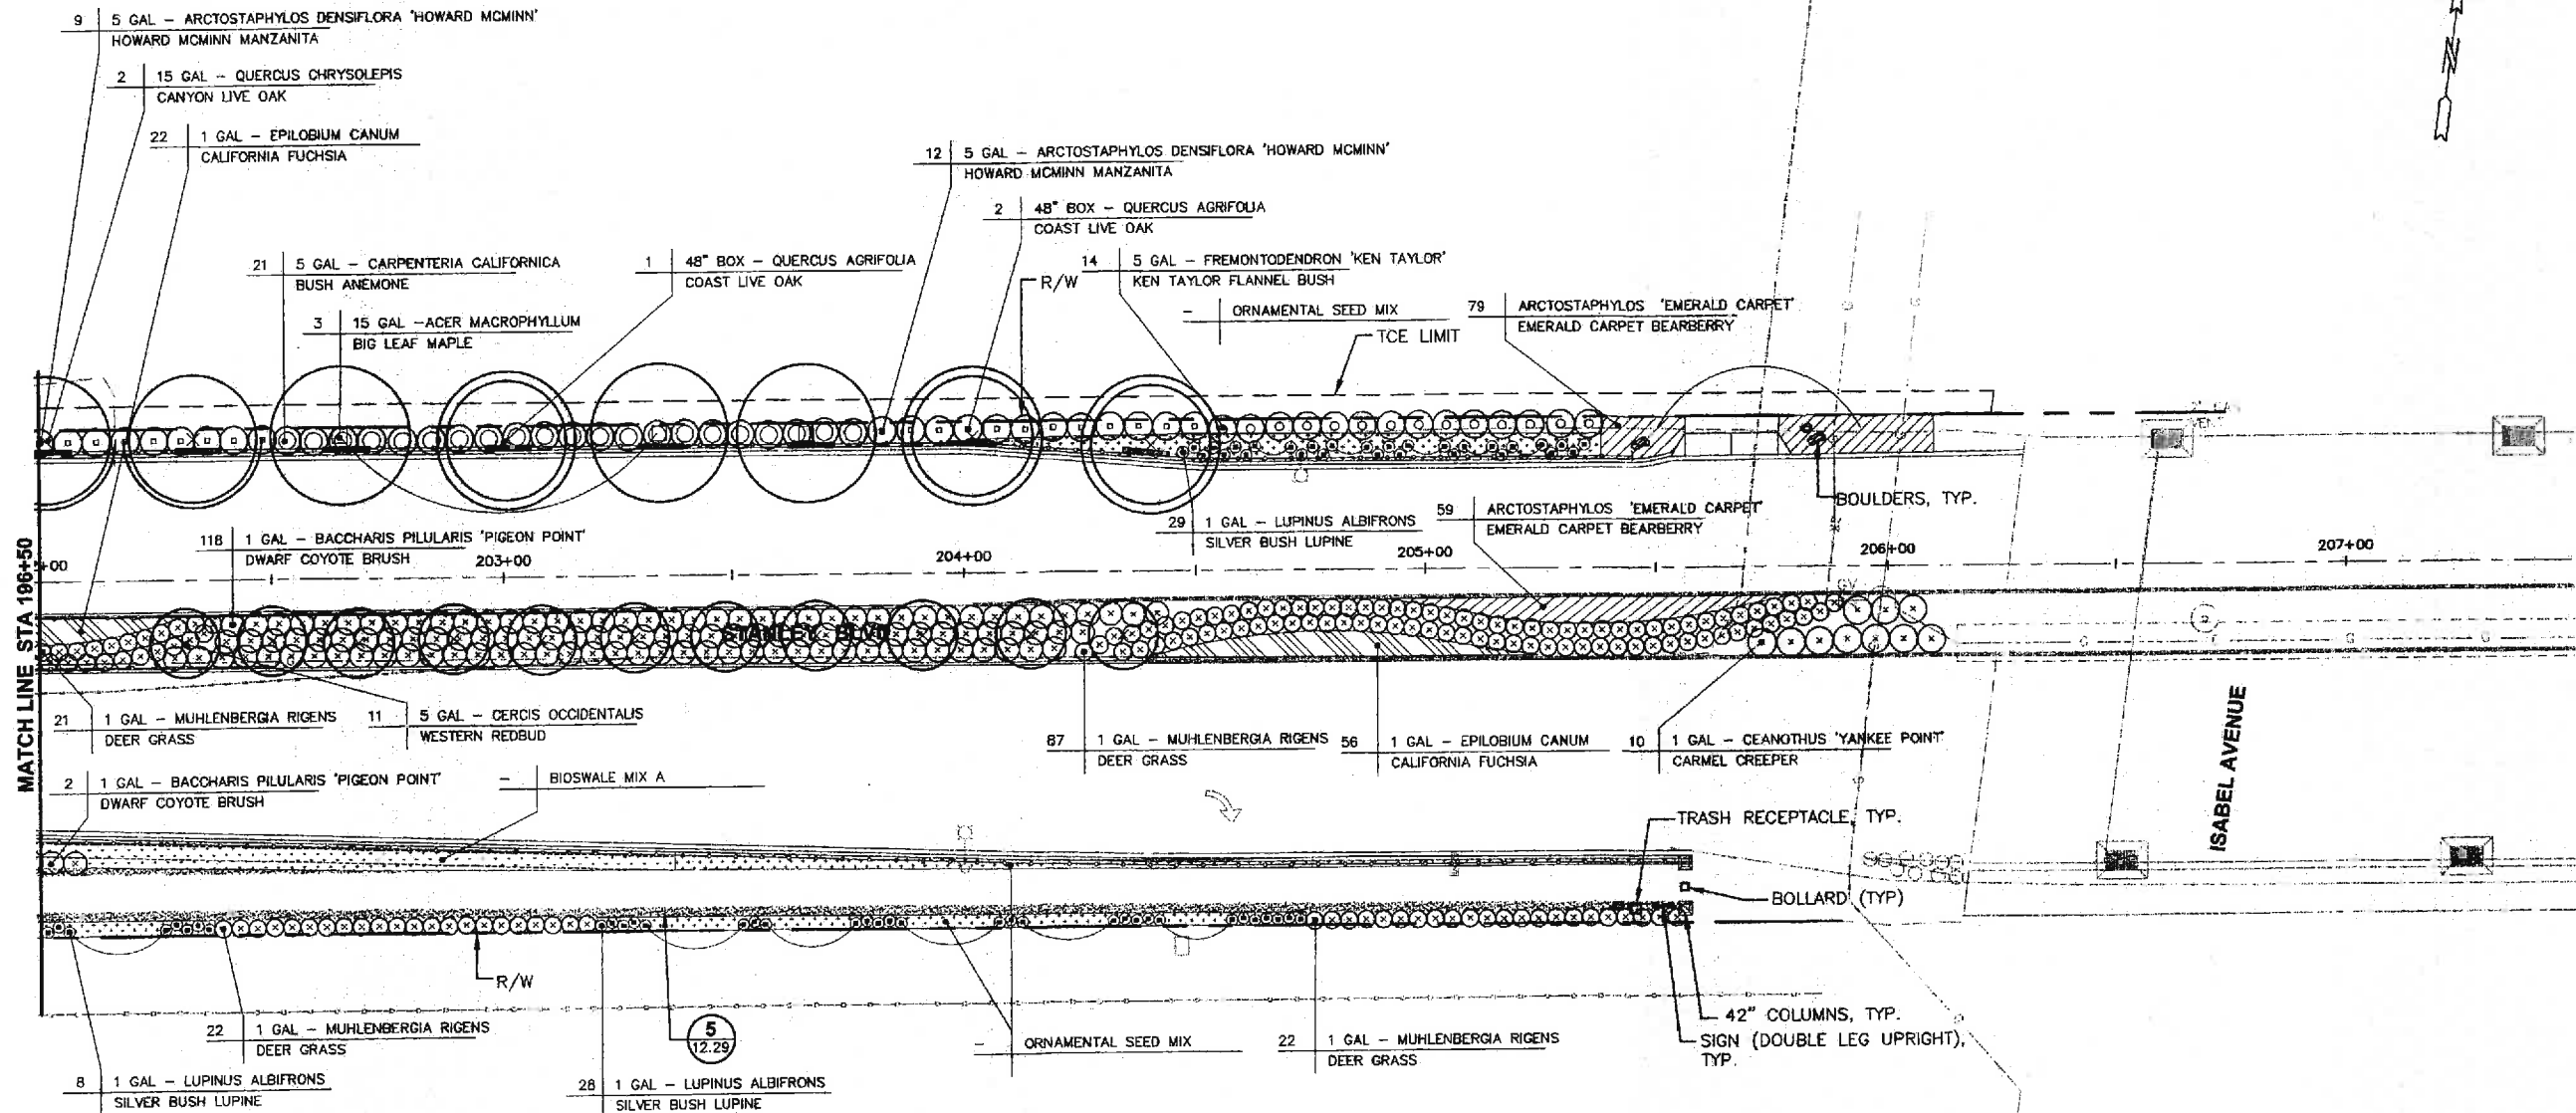 9 5 GAL – ARCTOSTAPHYLOS DENSIFLORA 'HOWARD MCMINN'
HOWARD MCMINN MANZANITA
2 15 GAL – QUERCUS CHRYSOLEPIS
CANYON LIVE OAK
22 1 GAL – EPILOBIUM CANUM
CALIFORNIA FUCHSIA
12 5 GAL – ARCTOSTAPHYLOS DENSIFLORA 'HOWARD MCMINN'
HOWARD MCMINN MANZANITA
2 48" BOX – QUERCUS AGRIFOLIA
COAST LIVE OAK
21 5 GAL – CARPENTERIA CALIFORNICA
BUSH ANEMONE
1 48" BOX – QUERCUS AGRIFOLIA
COAST LIVE OAK
R/W
14 5 GAL – FREMONTODENDRON 'KEN TAYLOR'
KEN TAYLOR FLANNEL BUSH
– ORNAMENTAL SEED MIX
79 ARCTOSTAPHYLOS 'EMERALD CARPET'
EMERALD CARPET BEARBERRY
3 15 GAL –ACER MACROPHYLLUM
BIG LEAF MAPLE
TCE LIMIT
BOULDERS, TYP.
118 1 GAL – BACCHARIS PILULARIS 'PIGEON POINT'
DWARF COYOTE BRUSH
29 1 GAL – LUPINUS ALBIFRONS
SILVER BUSH LUPINE
59 ARCTOSTAPHYLOS 'EMERALD CARPET'
EMERALD CARPET BEARBERRY
MATCH LINE STA 196+50
+00
203+00
204+00
205+00
206+00
207+00
GV
STANLEY BLVD
21 1 GAL – MUHLENBERGIA RIGENS
DEER GRASS
11 5 GAL – CERCIS OCCIDENTALIS
WESTERN REDBUD
87 1 GAL – MUHLENBERGIA RIGENS
DEER GRASS
56 1 GAL – EPILOBIUM CANUM
CALIFORNIA FUCHSIA
10 1 GAL – CEANOTHUS 'YANKEE POINT'
CARMEL CREEPER
ISABEL AVENUE
2 1 GAL – BACCHARIS PILULARIS 'PIGEON POINT'
DWARF COYOTE BRUSH
– BIOSWALE MIX A
TRASH RECEPTACLE, TYP.
BOLLARD (TYP)
R/W
22 1 GAL – MUHLENBERGIA RIGENS
DEER GRASS
5
12.29
– ORNAMENTAL SEED MIX
22 1 GAL – MUHLENBERGIA RIGENS
DEER GRASS
42" COLUMNS, TYP.
SIGN (DOUBLE LEG UPRIGHT),
TYP.
8 1 GAL – LUPINUS ALBIFRONS
SILVER BUSH LUPINE
28 1 GAL – LUPINUS ALBIFRONS
SILVER BUSH LUPINE